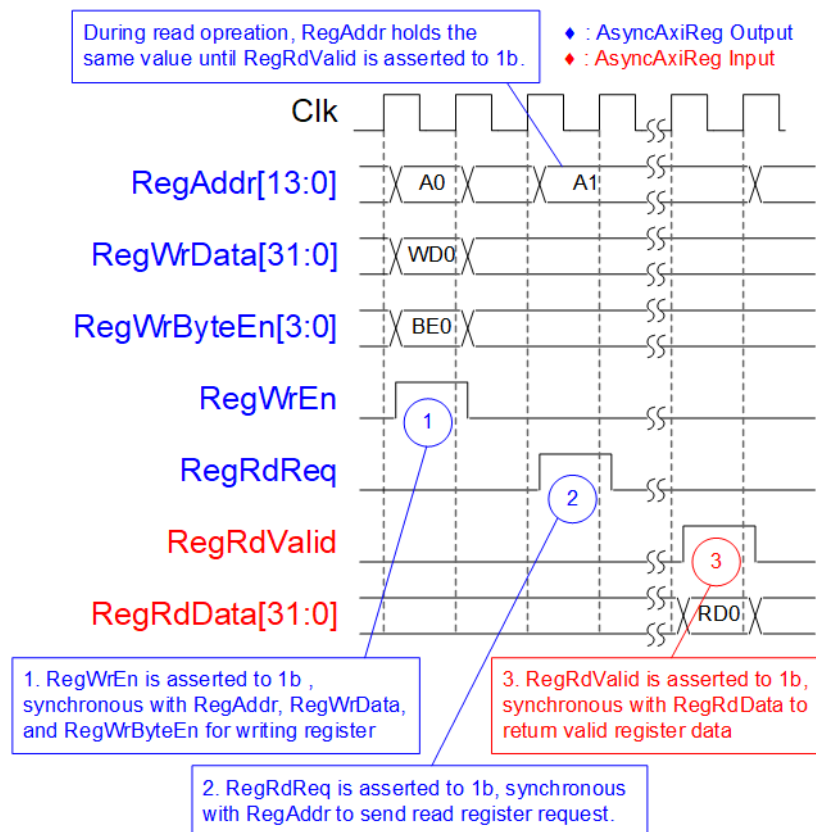 During read opreation, RegAddr holds the
same value until RegRdValid is asserted to 1b.
♦ : AsyncAxiReg Output
♦ : AsyncAxiReg Input
Clk
RegAddr[13:0]
A0
A1
RegWrData[31:0]
WD0
RegWrByteEn[3:0]
BE0
RegWrEn
1
RegRdReq
2
RegRdValid
3
RegRdData[31:0]
RD0
1. RegWrEn is asserted to 1b ,
synchronous with RegAddr, RegWrData,
and RegWrByteEn for writing register
3. RegRdValid is asserted to 1b,
synchronous with RegRdData to
return valid register data
2. RegRdReq is asserted to 1b, synchronous
with RegAddr to send read register request.